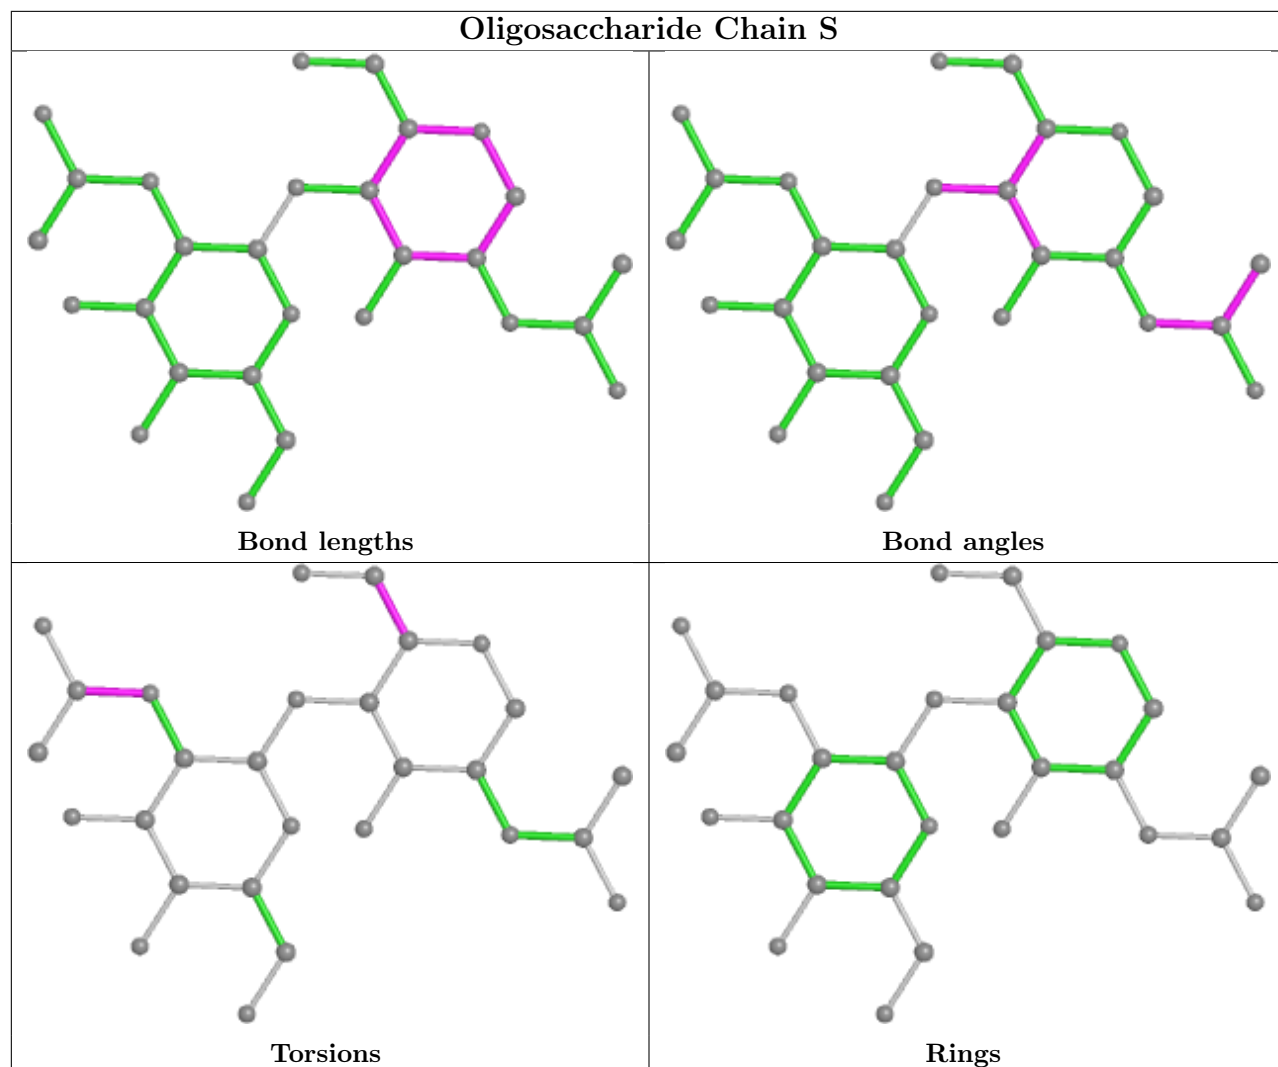 Oligosaccharide Chain S
Bond lengths
Bond angles
Torsions
Rings